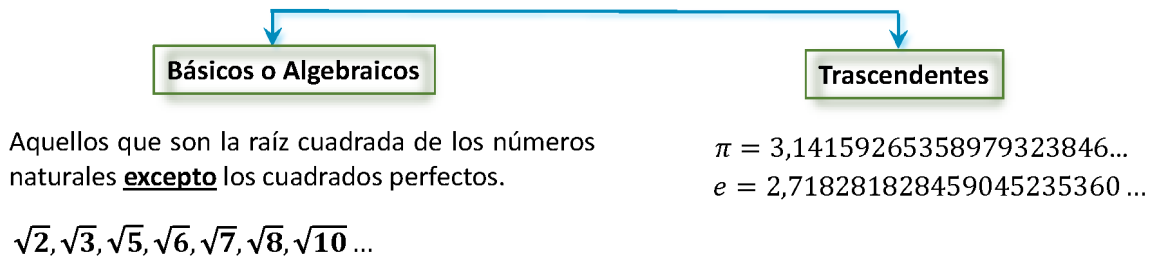 Básicos o Algebraicos
Trascendentes
Aquellos que son la raíz cuadrada de los números
naturales excepto los cuadrados perfectos.
√2, √3, √5, √6, √7, √8, √10 ...
π = 3,14159265358979323846...
e = 2,718281828459045235360 ...